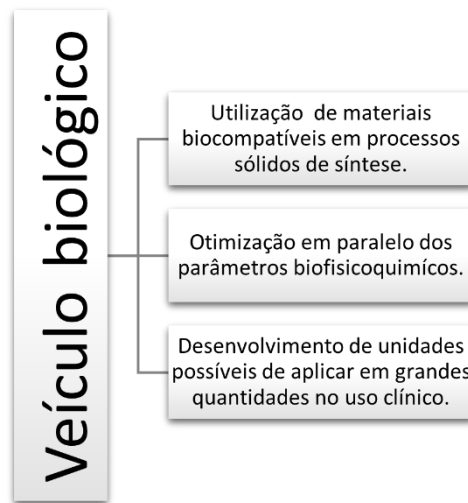 Veículo biológico
Utilização de materiais
biocompatíveis em processos
sólidos de síntese.
Otimização em paralelo dos
parâmetros biofisicoquimícos.
Desenvolvimento de unidades
possíveis de aplicar em grandes
quantidades no uso clínico.